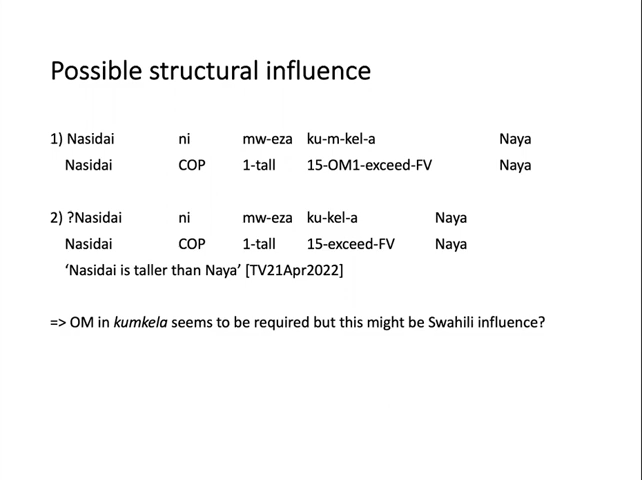 Possible structural influence
1) Nasidai ni mw-eza ku-m-kel-a Naya
Nasidai COP 1-tall 15-OM1-exceed-FV Naya
2) ?Nasidai ni mw-eza ku-kel-a Naya
Nasidai COP 1-tall 15-exceed-FV Naya
‘Nasidai is taller than Naya’ [TV21Apr2022]
=> OM in kumkela seems to be required but this might be Swahili influence?